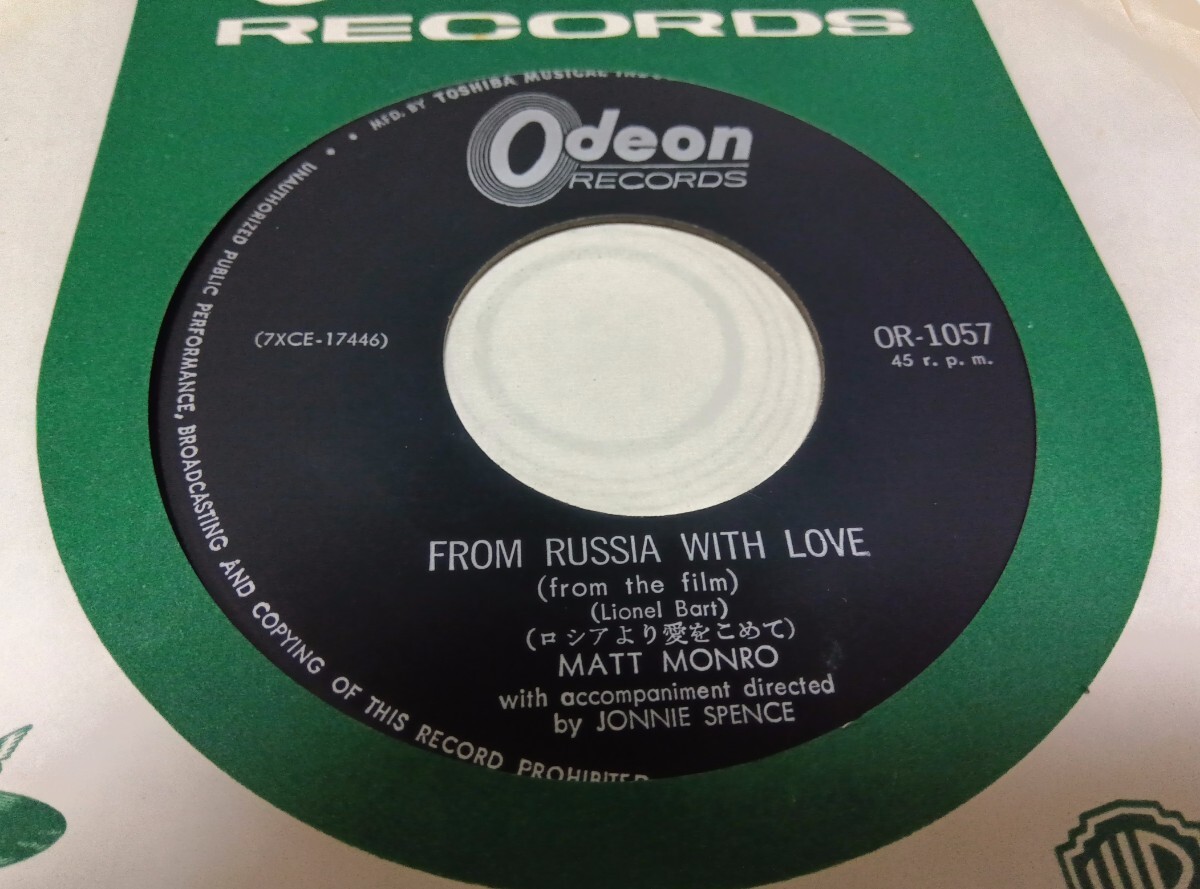 RECORDS
MFD. BY TOSHIBA MUSICAL
Odeon
RECORDS
(7XCE-17446)
OR-1057
45 r. p. m.
FROM RUSSIA WITH LOVE
(from the film)
(Lionel Bart)
(ロシアより愛をこめて)
MATT MONRO
with accompaniment directed
by JONNIE SPENCE
UNAUTHORIZED PUBLIC PERFORMANCE, BROADCASTING AND COPYING OF THIS RECORD PROHIBITED